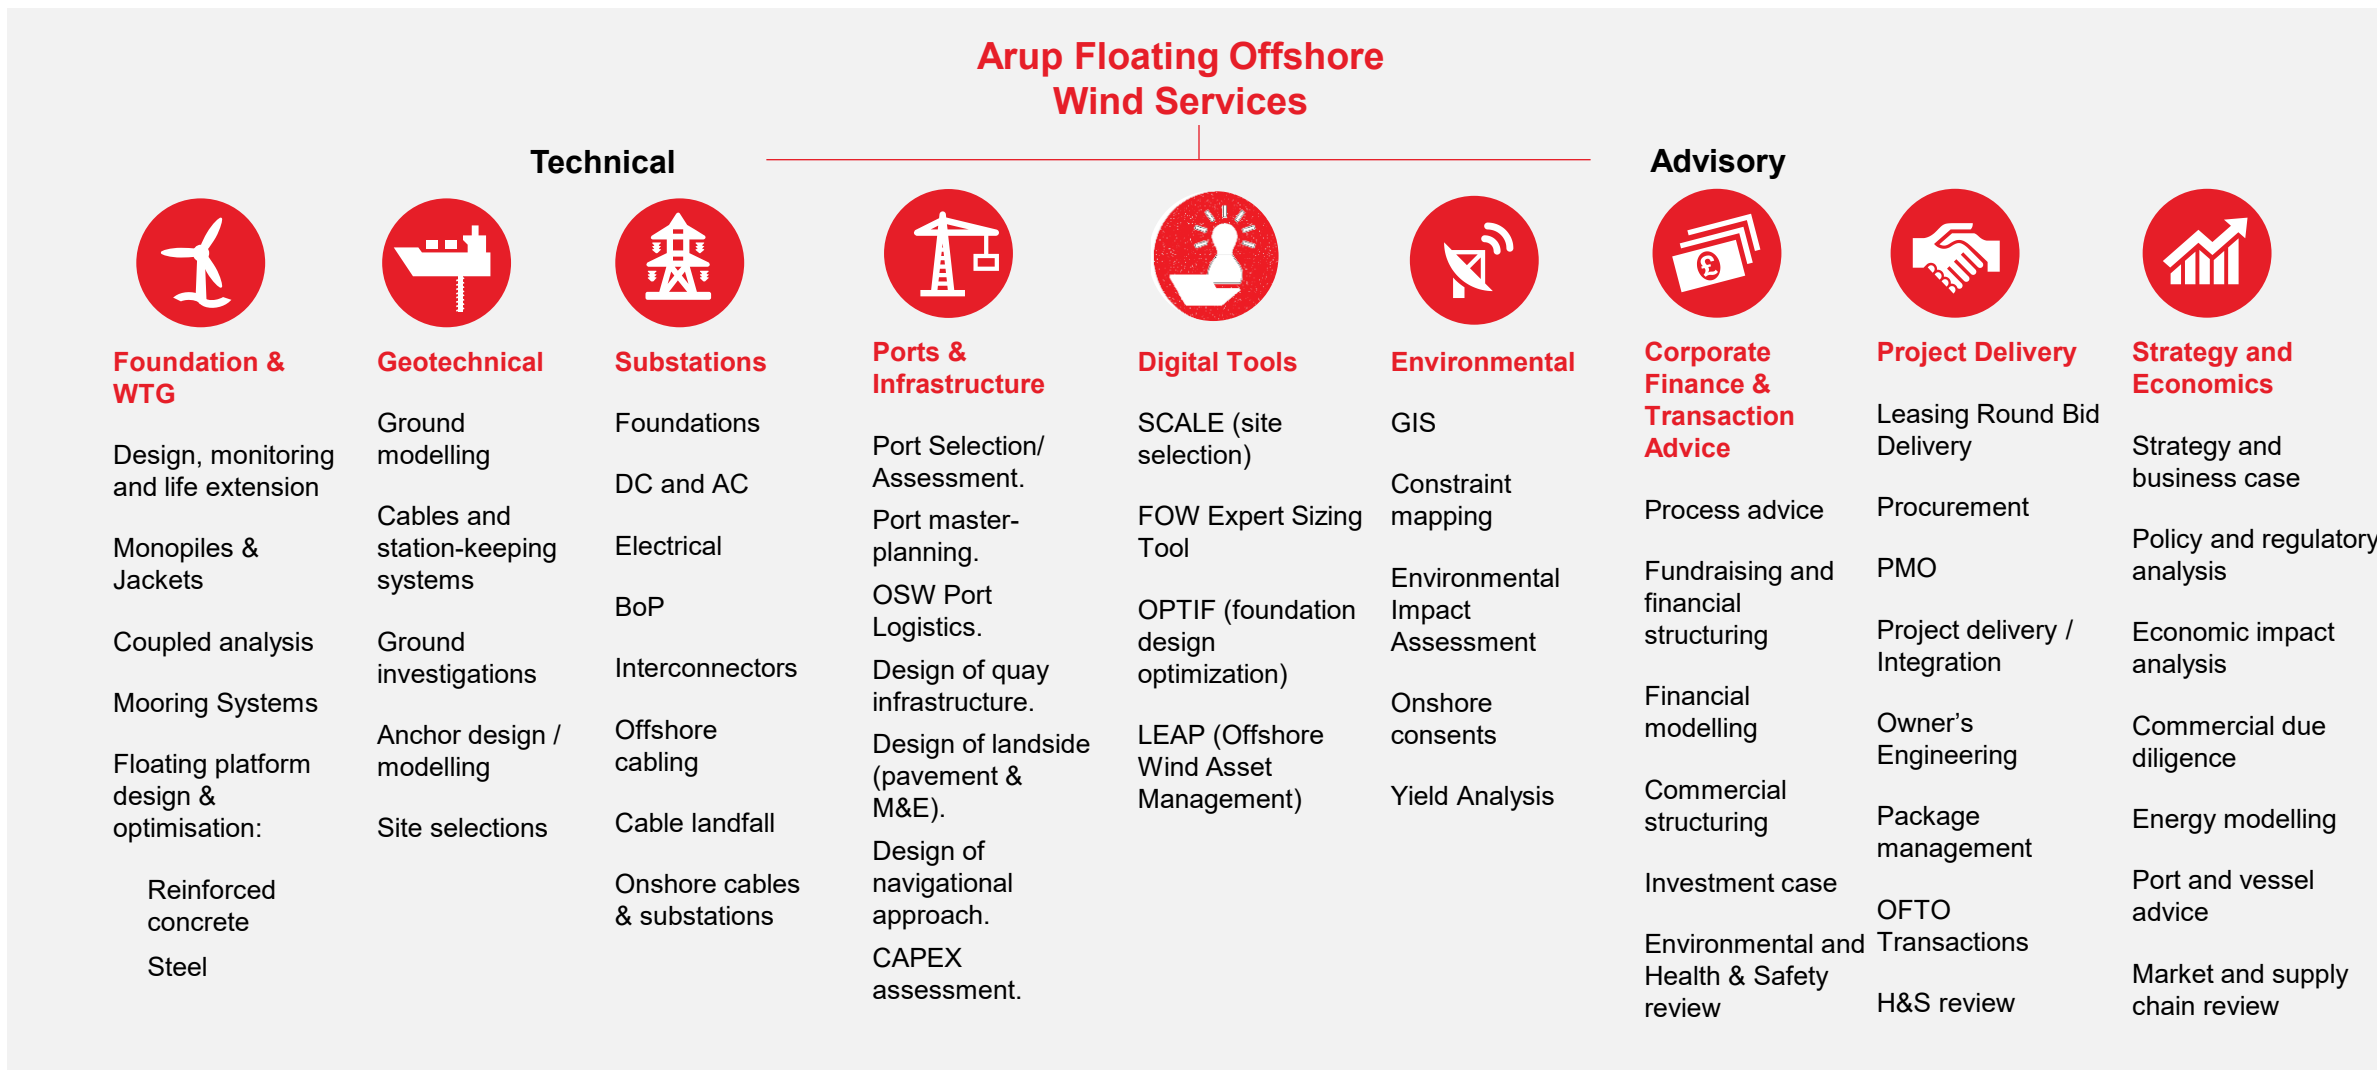 Arup Floating Offshore
Wind Services
Technical
Advisory
Foundation &
WTG
Design, monitoring
and life extension
Monopiles &
Jackets
Coupled analysis
Mooring Systems
Floating platform
design &
optimisation:
Reinforced
concrete
Steel
Geotechnical
Ground
modelling
Cables and
station-keeping
systems
Ground
investigations
Anchor design /
modelling
Site selections
Substations
Foundations
DC and AC
Electrical
BoP
Interconnectors
Offshore
cabling
Cable landfall
Onshore cables
& substations
Ports &
Infrastructure
Port Selection/
Assessment.
Port master-
planning.
OSW Port
Logistics.
Design of quay
infrastructure.
Design of landside
(pavement &
M&E).
Design of
navigational
approach.
CAPEX
assessment.
Digital Tools
SCALE (site
selection)
FOW Expert Sizing
Tool
OPTIF (foundation
design
optimization)
LEAP (Offshore
Wind Asset
Management)
Environmental
GIS
Constraint
mapping
Environmental
Impact
Assessment
Onshore
consents
Yield Analysis
£
Corporate
Finance &
Transaction
Advice
Process advice
Fundraising and
financial
structuring
Financial
modelling
Commercial
structuring
Investment case
Environmental and
Health & Safety
review
Project Delivery
Leasing Round Bid
Delivery
Procurement
PMO
Project delivery /
Integration
Owner’s
Engineering
Package
management
OFTO
Transactions
H&S review
Strategy and
Economics
Strategy and
business case
Policy and regulatory
analysis
Economic impact
analysis
Commercial due
diligence
Energy modelling
Port and vessel
advice
Market and supply
chain review